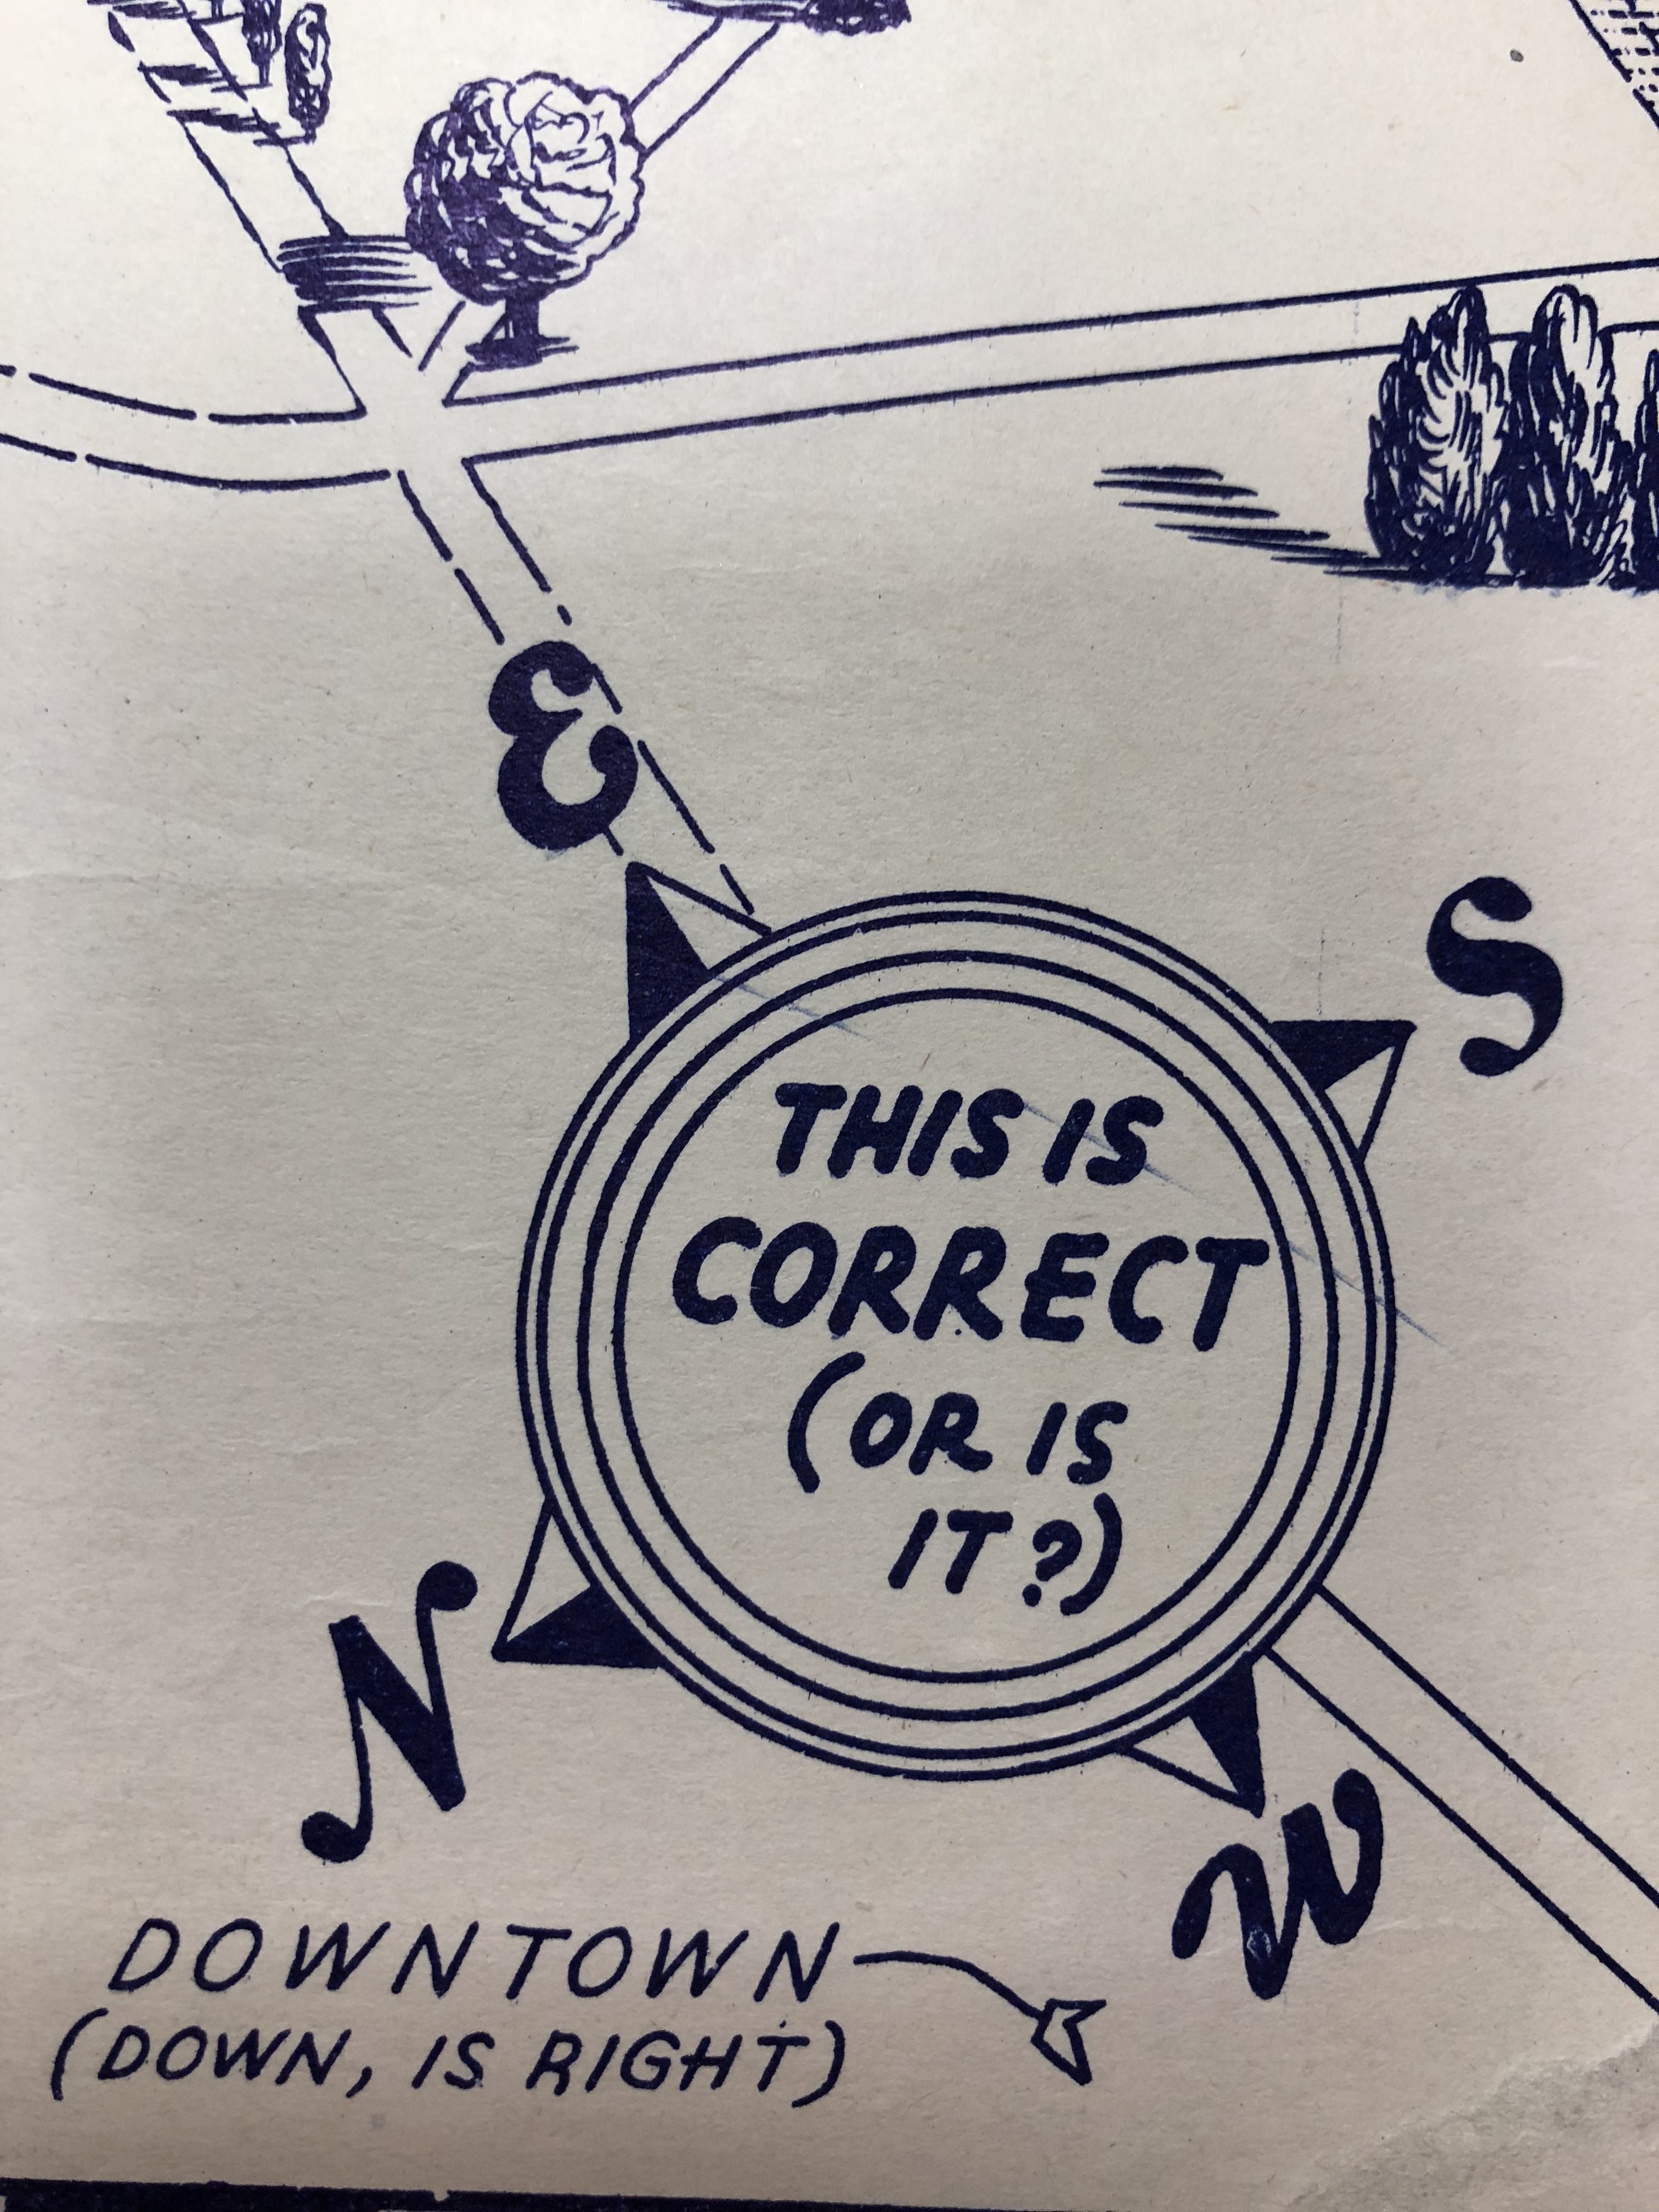 E
S
THIS IS
CORRECT
(OR IS
IT?)
N
W
DOWNTOWN
(DOWN, IS RIGHT)